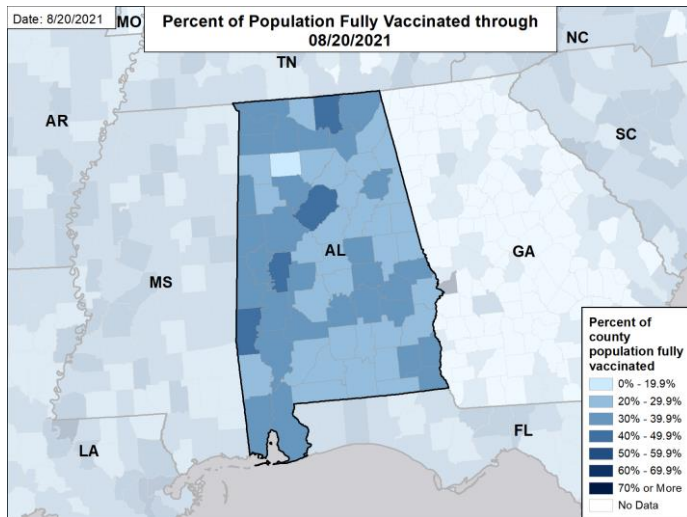 Date: 8/20/2021
Percent of Population Fully Vaccinated through
08/20/2021
MO
NC
TN
AR
SC
AL
GA
MS
LA
FL
Percent of
county
population fully
vaccinated
0% - 19.9%
20% - 29.9%
30% - 39.9%
40% - 49.9%
50% - 59.9%
60% - 69.9%
70% or More
No Data